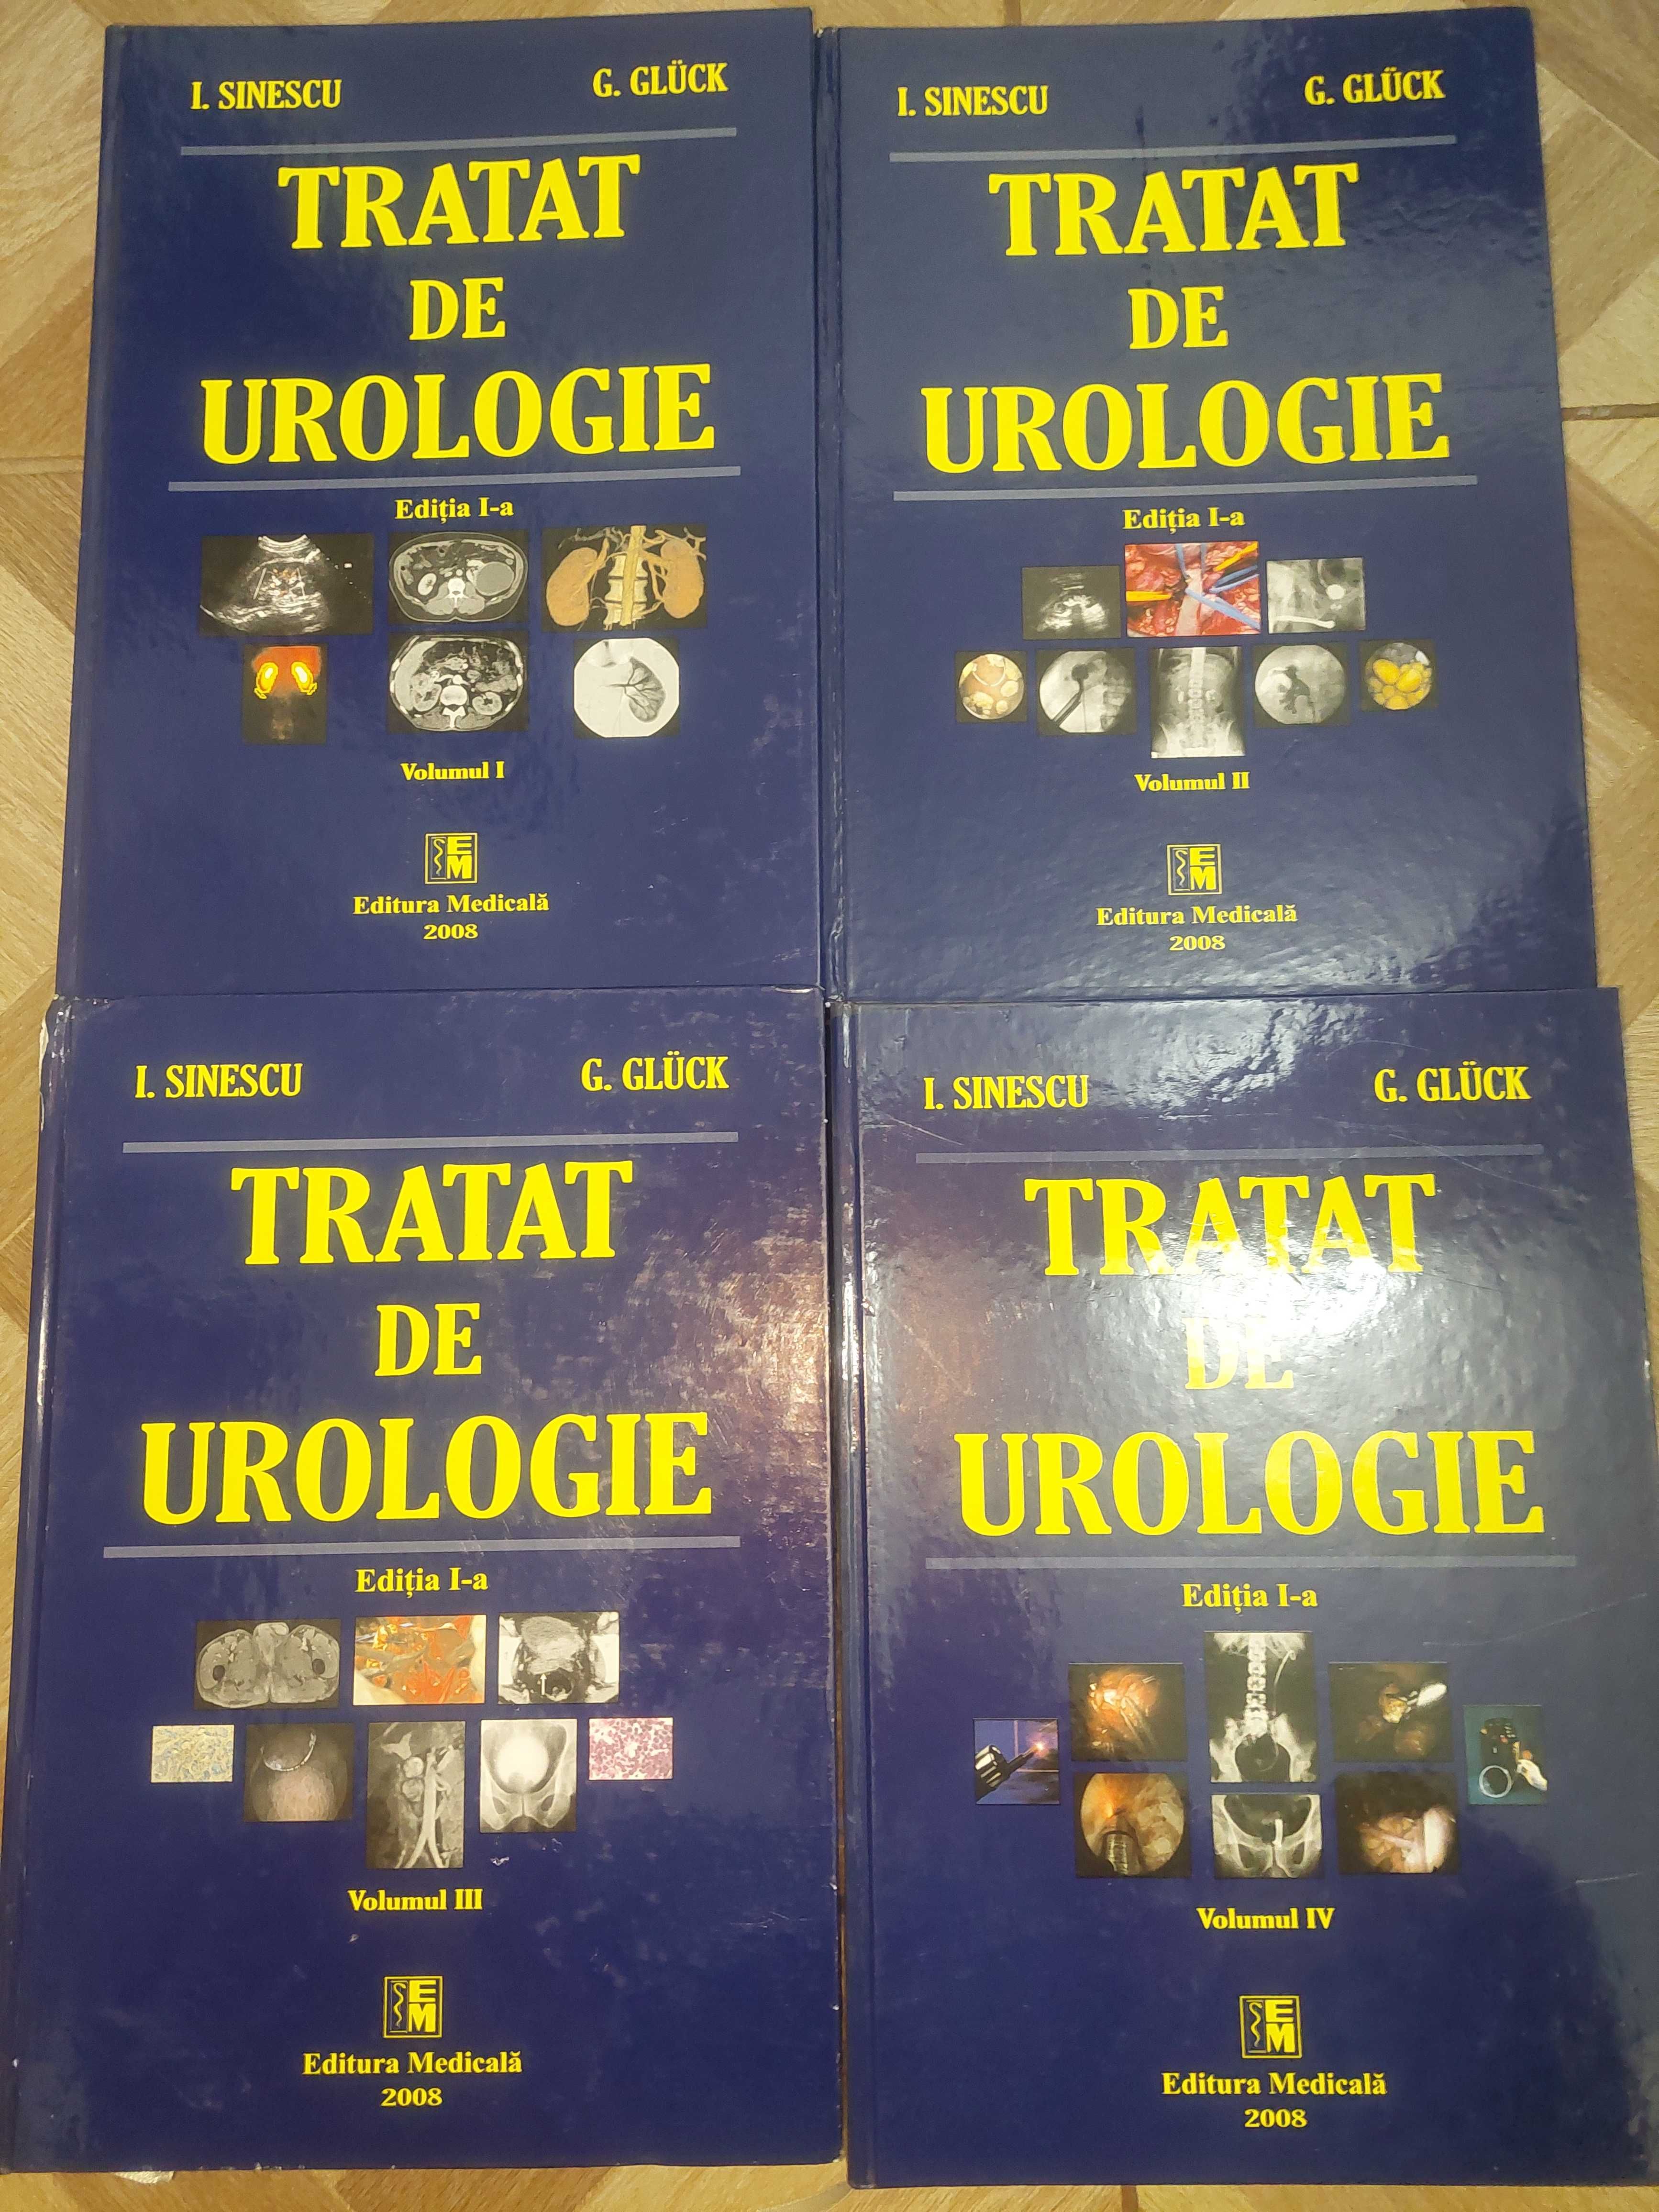 I. SINESCU G. GLÜCK
TRATAT
DE
UROLOGIE
Ediția I-a
Volumul I
EM
Editura Medicală
2008
I. SINESCU G. GLÜCK
TRATAT
DE
UROLOGIE
Ediția I-a
Volumul II
EM
Editura Medicală
2008
I. SINESCU G. GLÜCK
TRATAT
DE
UROLOGIE
Ediția I-a
Volumul III
EM
Editura Medicală
2008
I. SINESCU G. GLÜCK
TRATAT
DE
UROLOGIE
Ediția I-a
Volumul IV
EM
Editura Medicală
2008